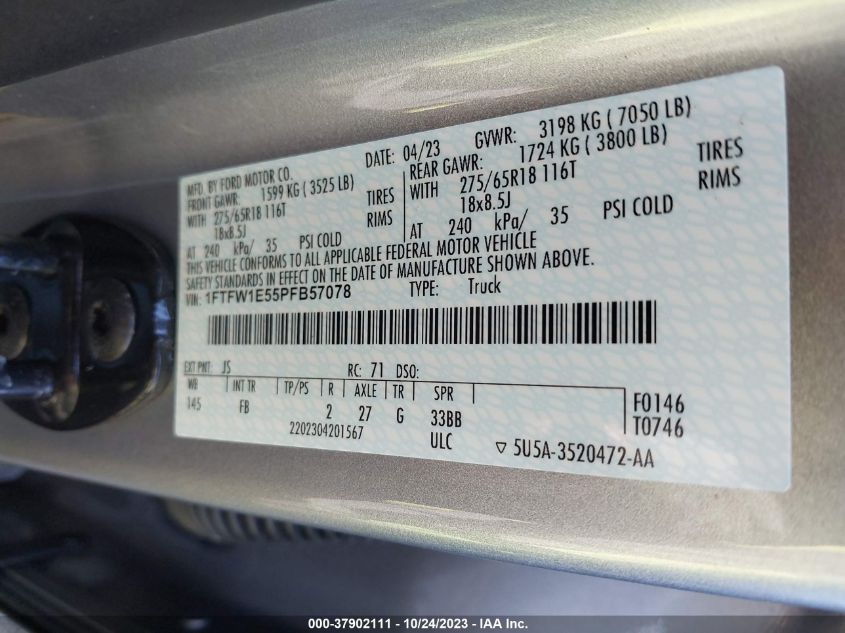 MFD. BY FORD MOTOR CO. DATE: 04/23 GVWR: 3198 KG ( 7050 LB)
FRONT GAWR: 1599 KG ( 3525 LB)
WITH 275/65R18 116T TIRES
18x8.5J RIMS
AT 240 kPa/ 35 PSI COLD
REAR GAWR: 1724 KG ( 3800 LB)
WITH 275/65R18 116T TIRES
18x8.5J RIMS
AT 240 kPa/ 35 PSI COLD
THIS VEHICLE CONFORMS TO ALL APPLICABLE FEDERAL MOTOR VEHICLE
SAFETY STANDARDS IN EFFECT ON THE DATE OF MANUFACTURE SHOWN ABOVE.
VIN: 1FTFW1E55PFB57078 TYPE: Truck
EXT PNT: JS RC: 71 DSO:
WB INT TR TP/PS R AXLE TR SPR
145 FB 2 27 G 33BB
F0146
T0746
2202304201567 ULC
▽ 5U5A-3520472-AA
000-37902111 - 10/24/2023 - IAA Inc.